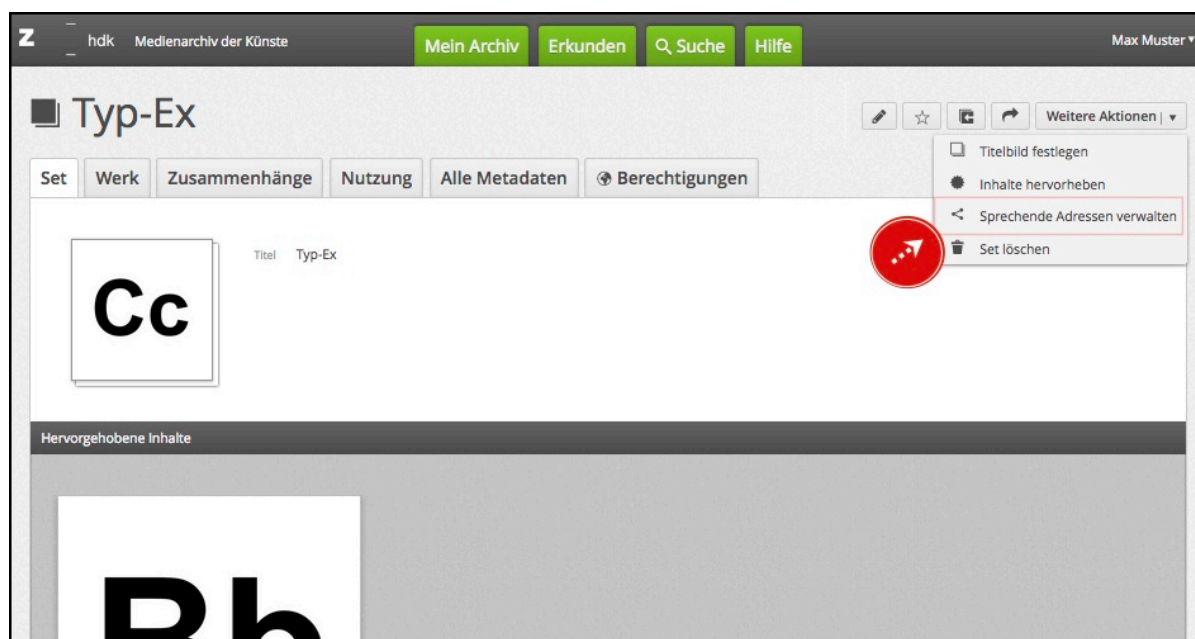 Z hdk Medienarchiv der Künste Mein Archiv Erkunden Suche Hilfe Max Muster
Typ-Ex
Weitere Aktionen
Titelbild festlegen
Set Werk Zusammenhänge Nutzung Alle Metadaten Berechtigungen
Inhalte hervorheben
Sprechende Adressen verwalten
Set löschen
Titel Typ-Ex
Cc
Hervorgehobene Inhalte
Bb